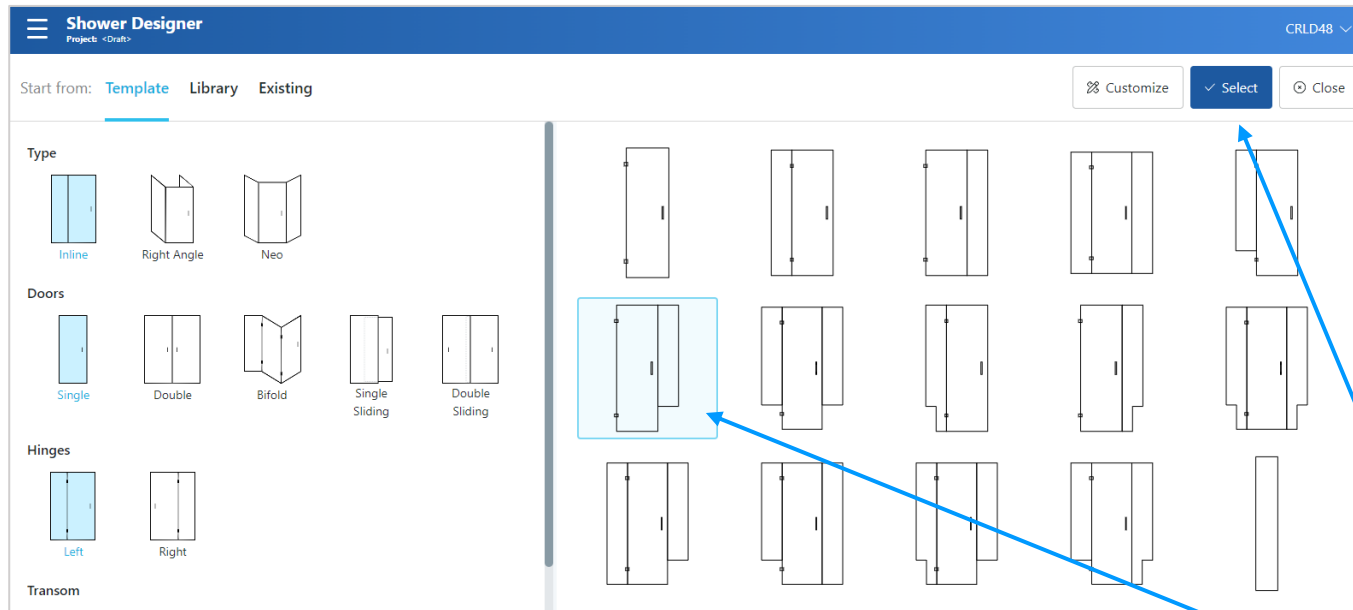 Shower Designer
Project: <Draft>
CRLD48
Start from: Template Library Existing
Customize
Select
Close
Type
Inline
Right Angle
Neo
Doors
Single
Double
Bifold
Single
Sliding
Double
Sliding
Hinges
Left
Right
Transom